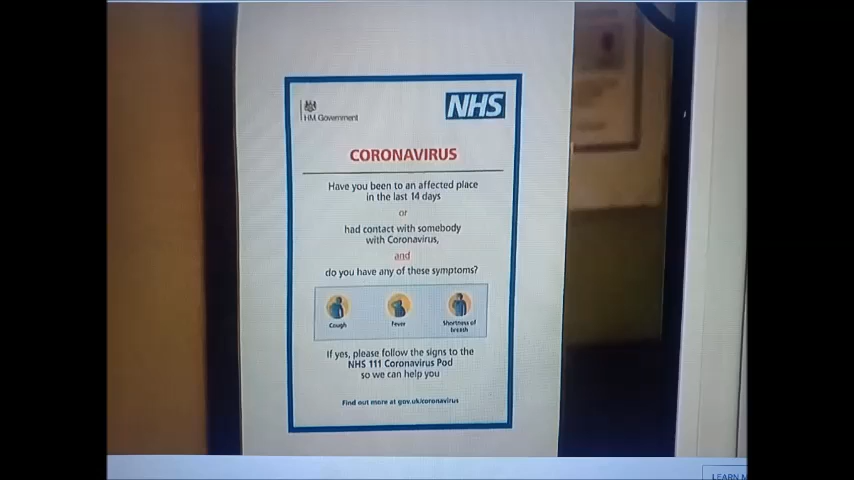 HM Government
NHS
CORONAVIRUS
Have you been to an affected place
in the last 14 days
or
had contact with somebody
with Coronavirus,
and
do you have any of these symptoms?
Cough
Fever
Shortness of
breath
If yes, please follow the signs to the
NHS 111 Coronavirus Pod
so we can help you
Find out more at gov.uk/coronavirus
LEARN